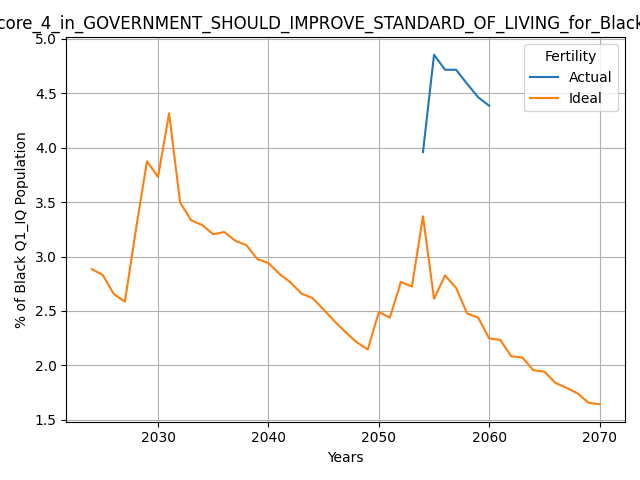 core_4_in_GOVERNMENT_SHOULD_IMPROVE_STANDARD_OF_LIVING_for_Black
5.0
4.5
4.0
3.5
3.0
2.5
2.0
1.5
% of Black Q1_IQ Population
Fertility
Actual
Ideal
2030 2040 2050 2060 2070
Years